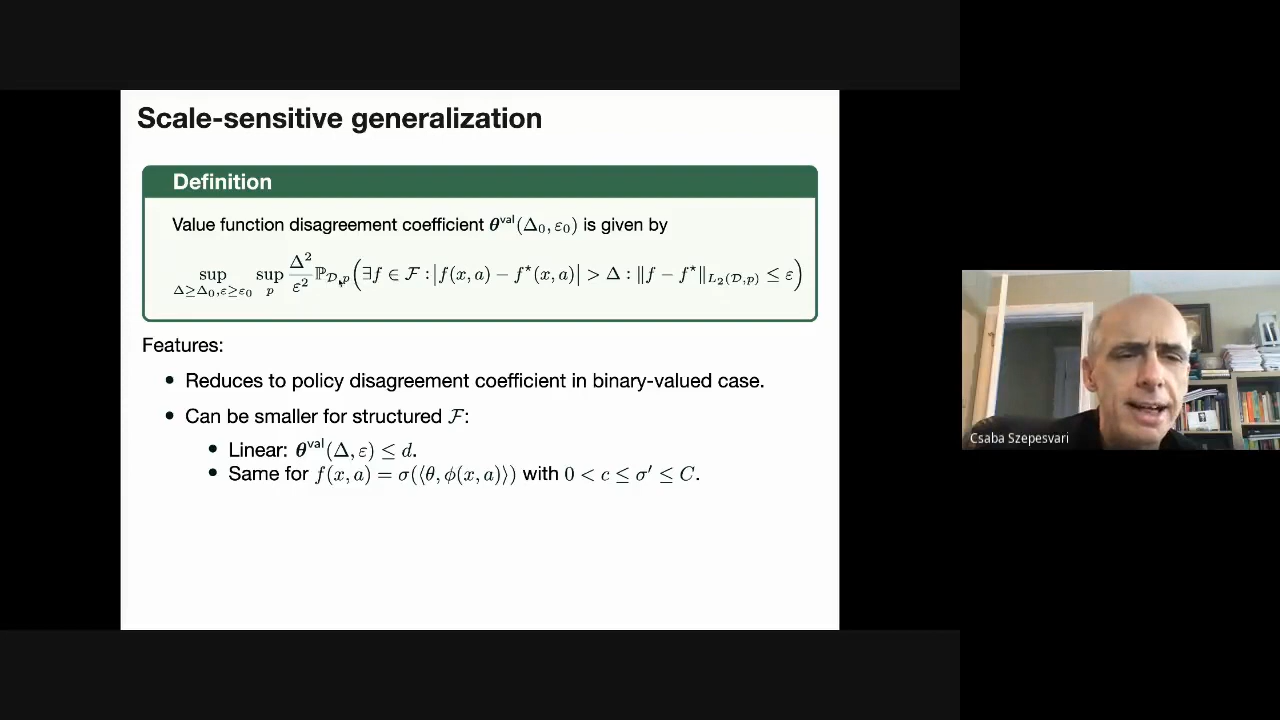 Scale-sensitive generalization
Definition
Value function disagreement coefficient θ^val(Δ₀, ε₀) is given by
sup_{Δ≥Δ₀,ε≥ε₀} sup_p Δ²/ε² ℙ_{𝒟,p}(∃f ∈ ℱ : |f(x, a) − f*(x, a)| > Δ : ‖f − f*‖_{L₂(𝒟,p)} ≤ ε)
Features:
• Reduces to policy disagreement coefficient in binary-valued case.
• Can be smaller for structured ℱ:
• Linear: θ^val(Δ, ε) ≤ d.
• Same for f(x, a) = σ(⟨θ, φ(x, a)⟩) with 0 < c ≤ σ′ ≤ C.
Csaba Szepesvari